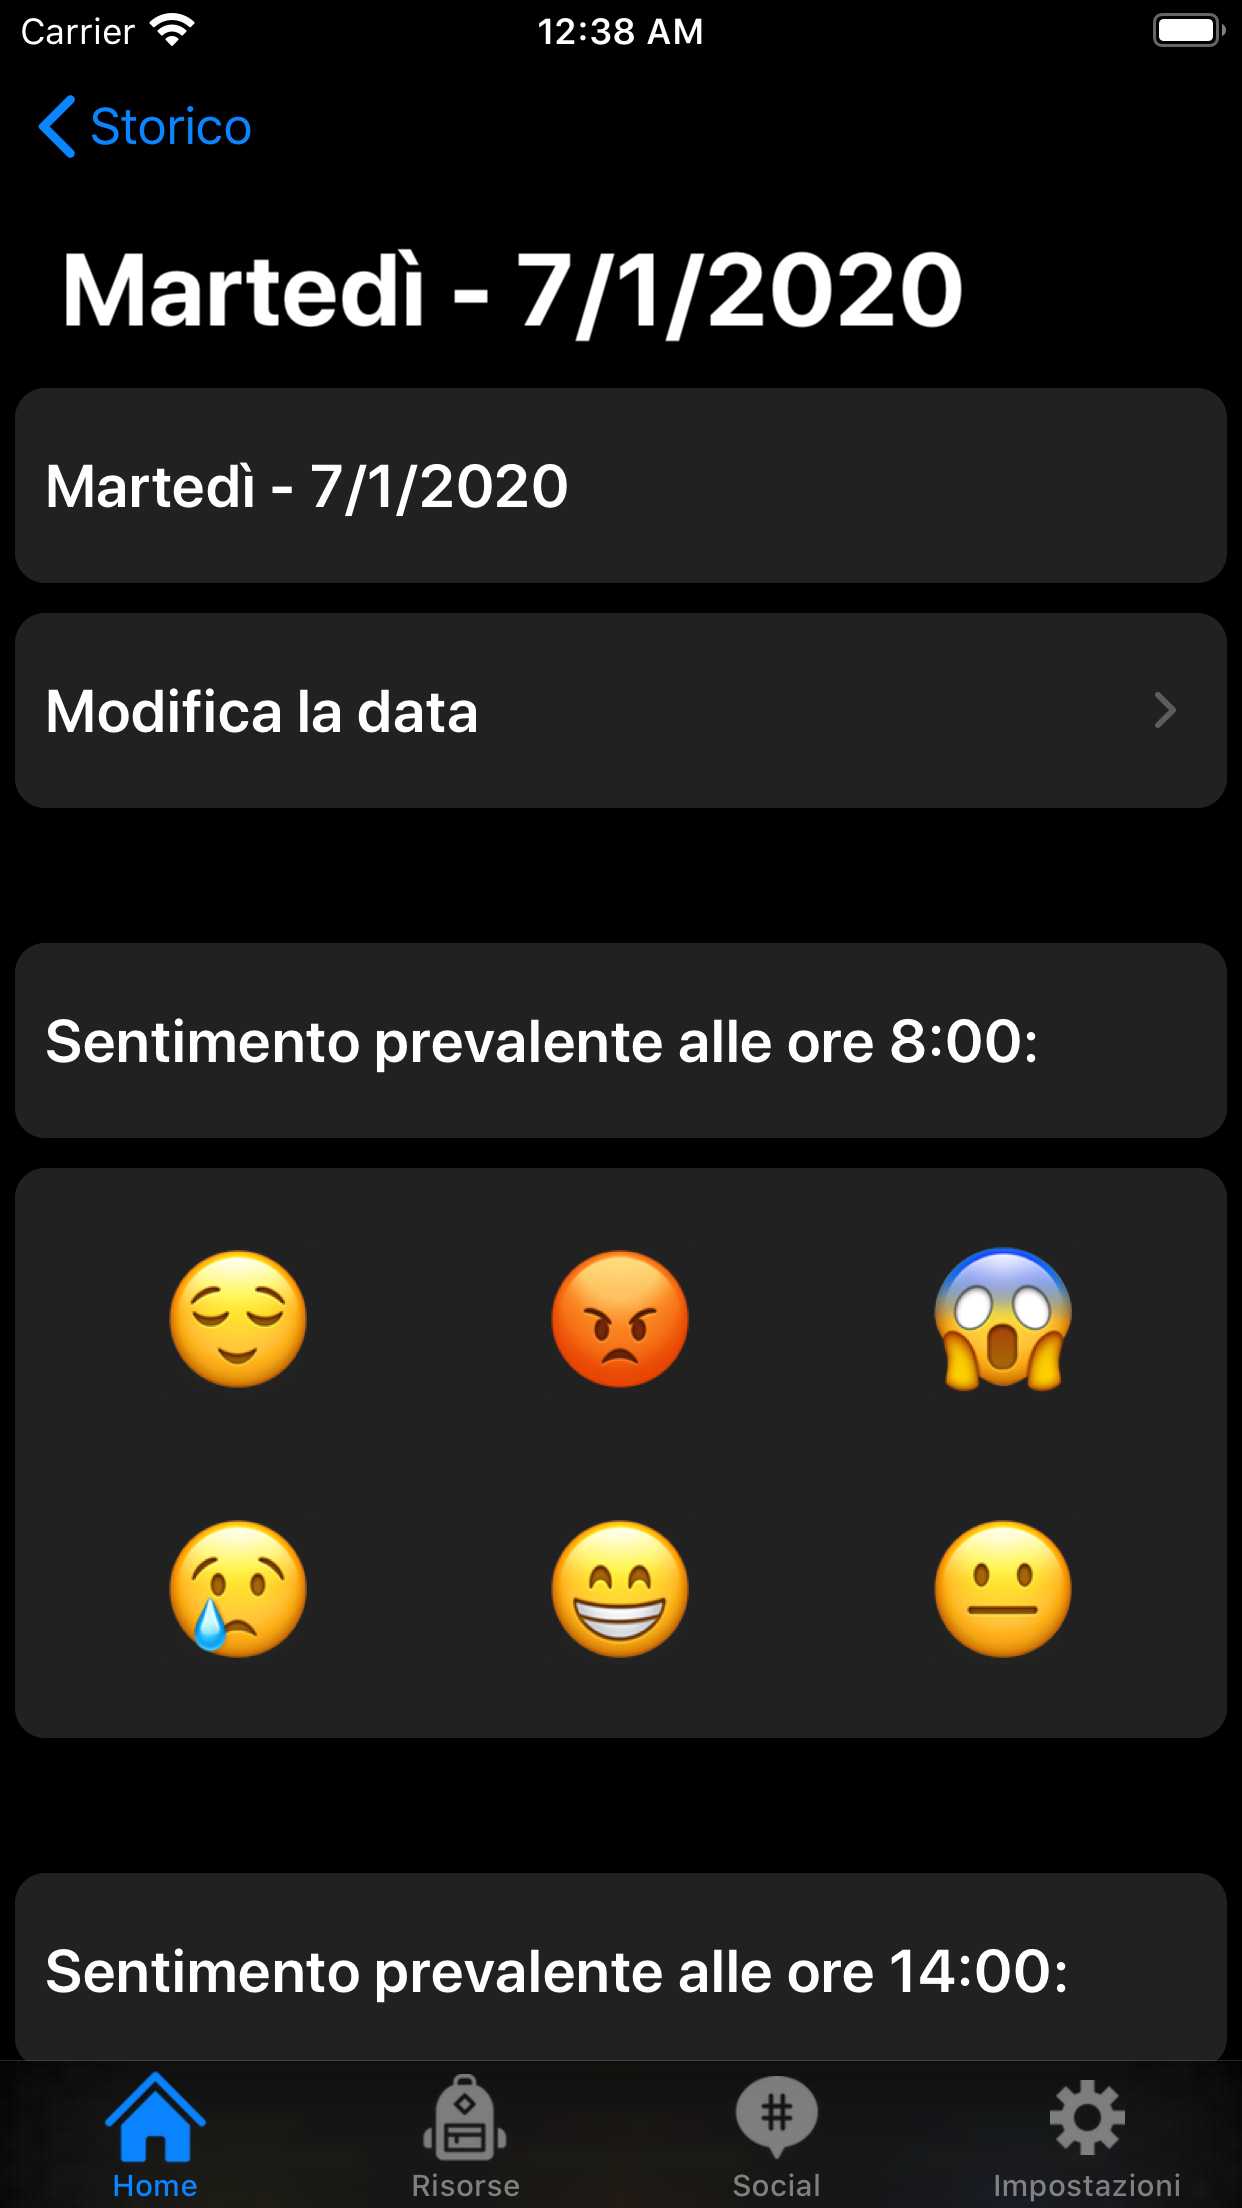 Carrier 12:38 AM
Storico
Martedì - 7/1/2020
Martedì - 7/1/2020
Modifica la data
Sentimento prevalente alle ore 8:00:
Sentimento prevalente alle ore 14:00:
Home Risorse Social Impostazioni